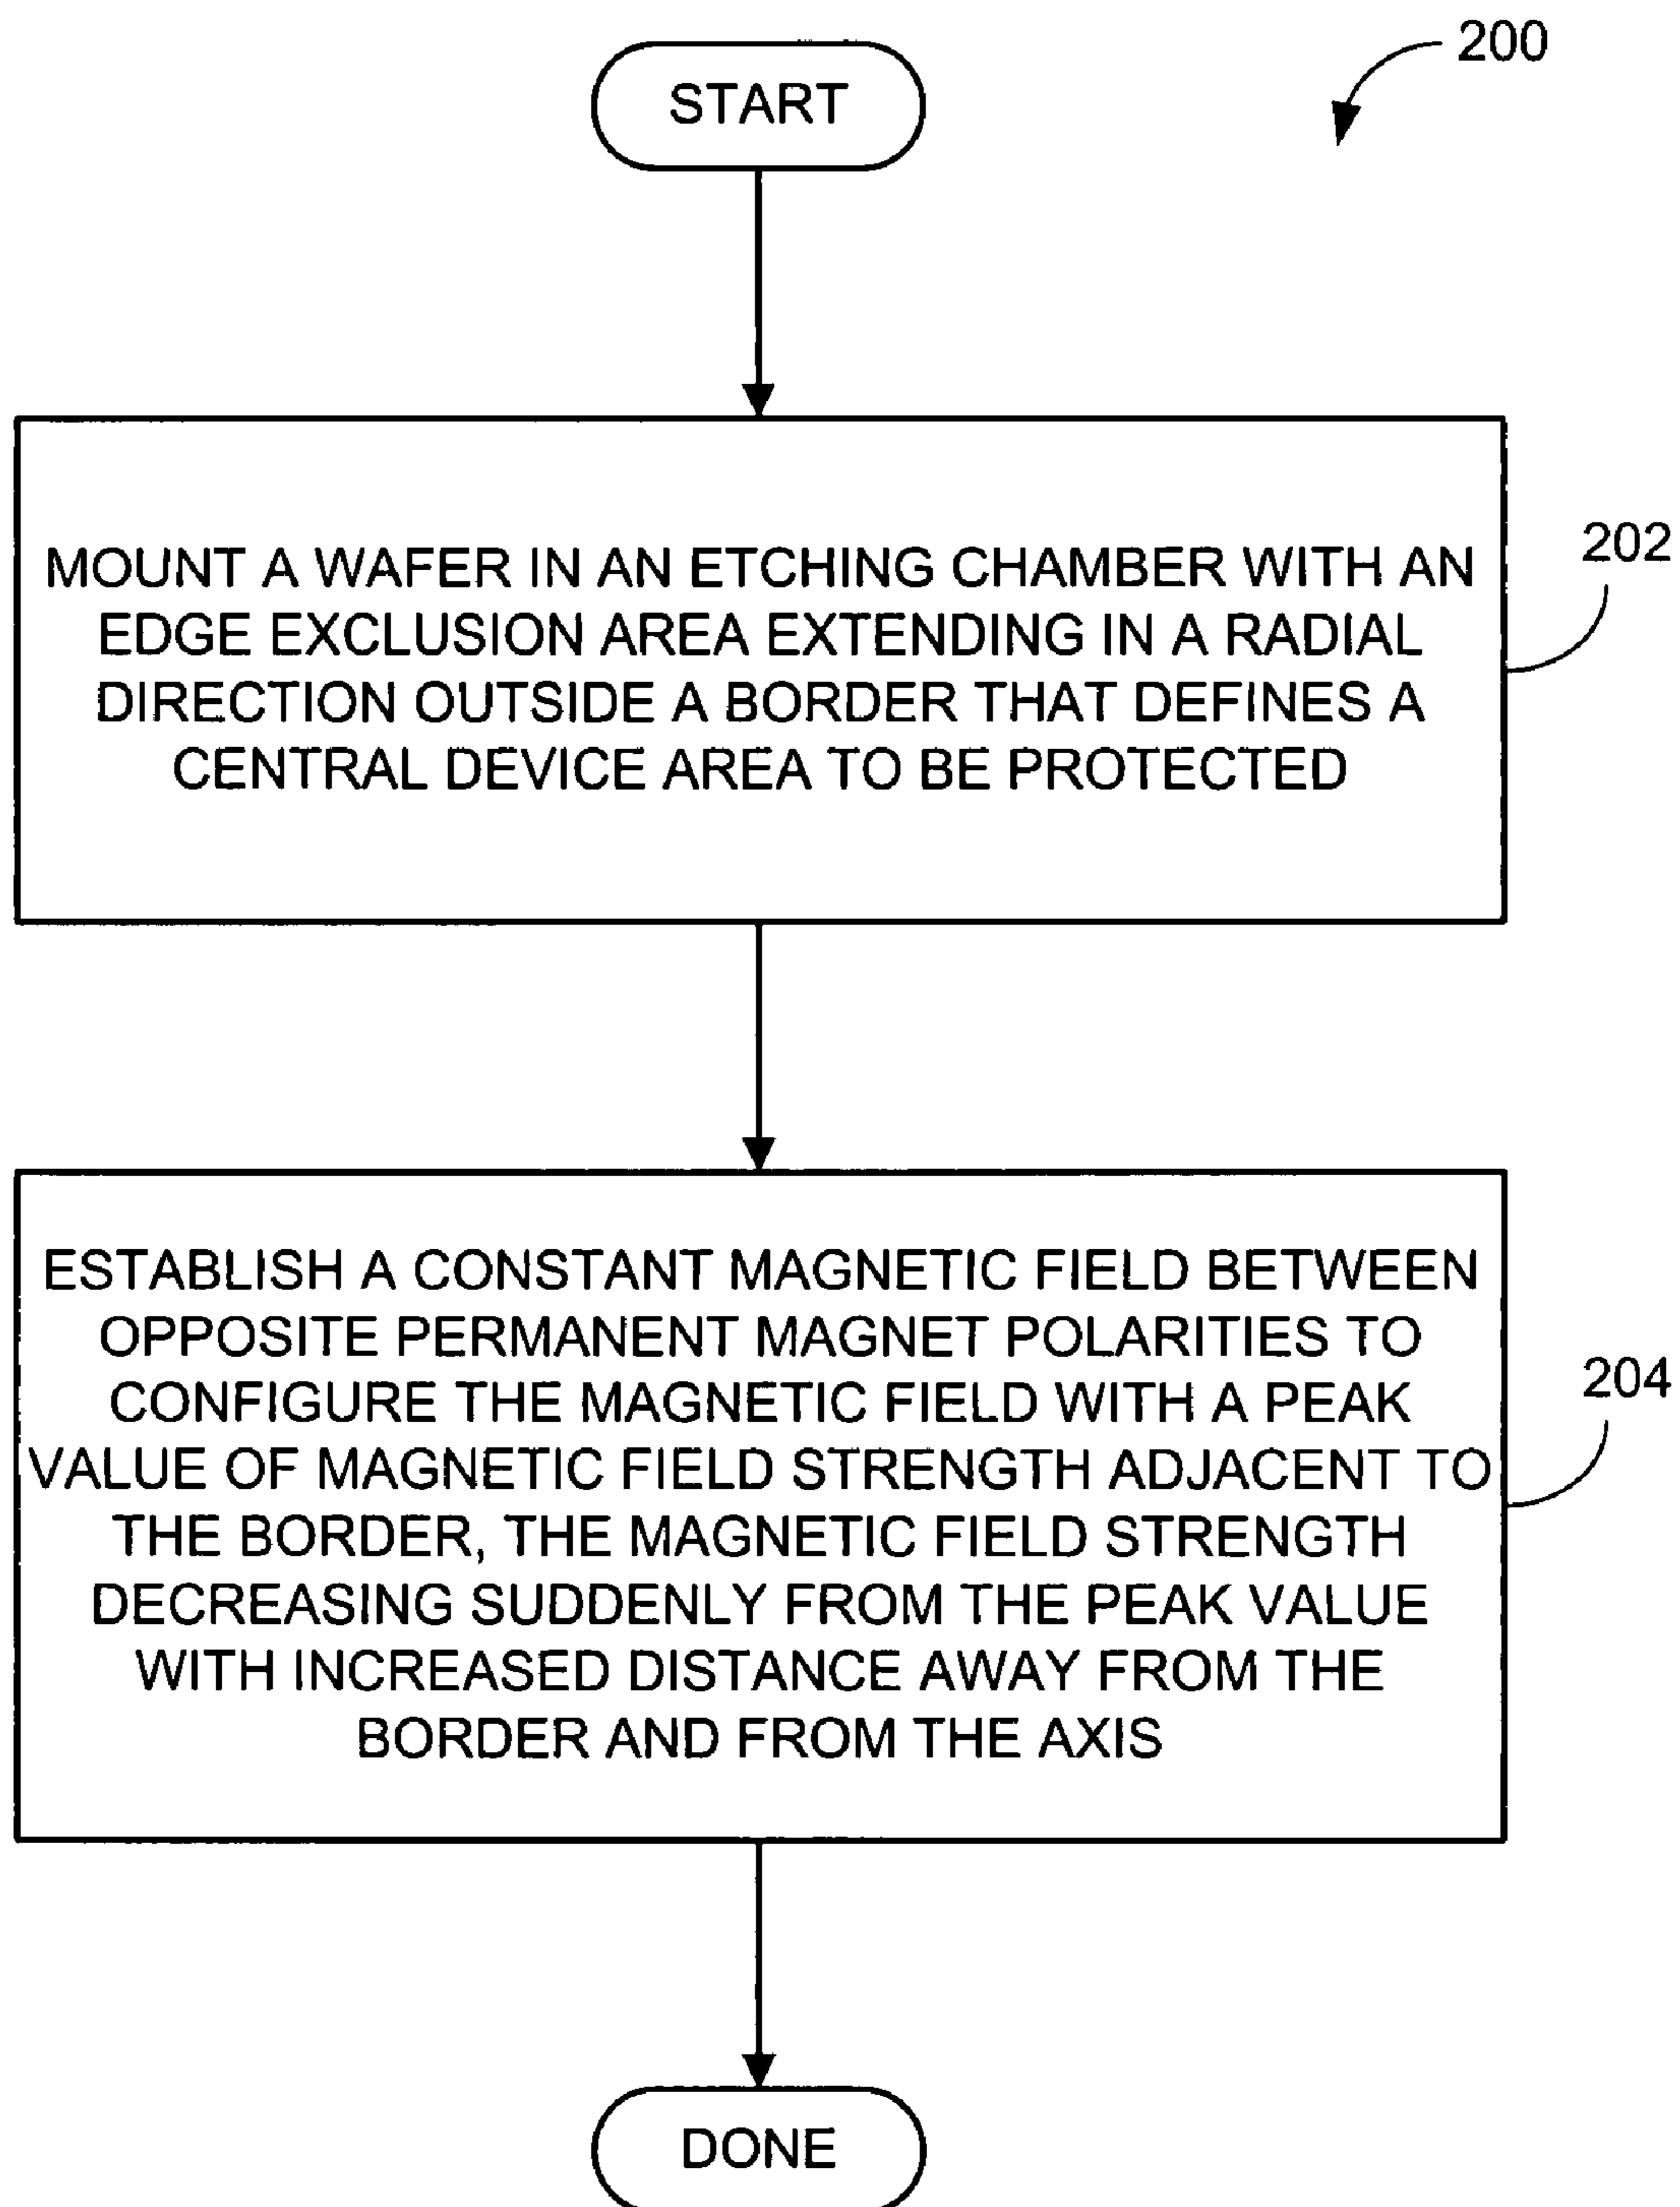 200
START
MOUNT A WAFER IN AN ETCHING CHAMBER WITH AN
EDGE EXCLUSION AREA EXTENDING IN A RADIAL
DIRECTION OUTSIDE A BORDER THAT DEFINES A
CENTRAL DEVICE AREA TO BE PROTECTED
202
ESTABLISH A CONSTANT MAGNETIC FIELD BETWEEN
OPPOSITE PERMANENT MAGNET POLARITIES TO
CONFIGURE THE MAGNETIC FIELD WITH A PEAK
VALUE OF MAGNETIC FIELD STRENGTH ADJACENT TO
THE BORDER, THE MAGNETIC FIELD STRENGTH
DECREASING SUDDENLY FROM THE PEAK VALUE
WITH INCREASED DISTANCE AWAY FROM THE
BORDER AND FROM THE AXIS
204
DONE